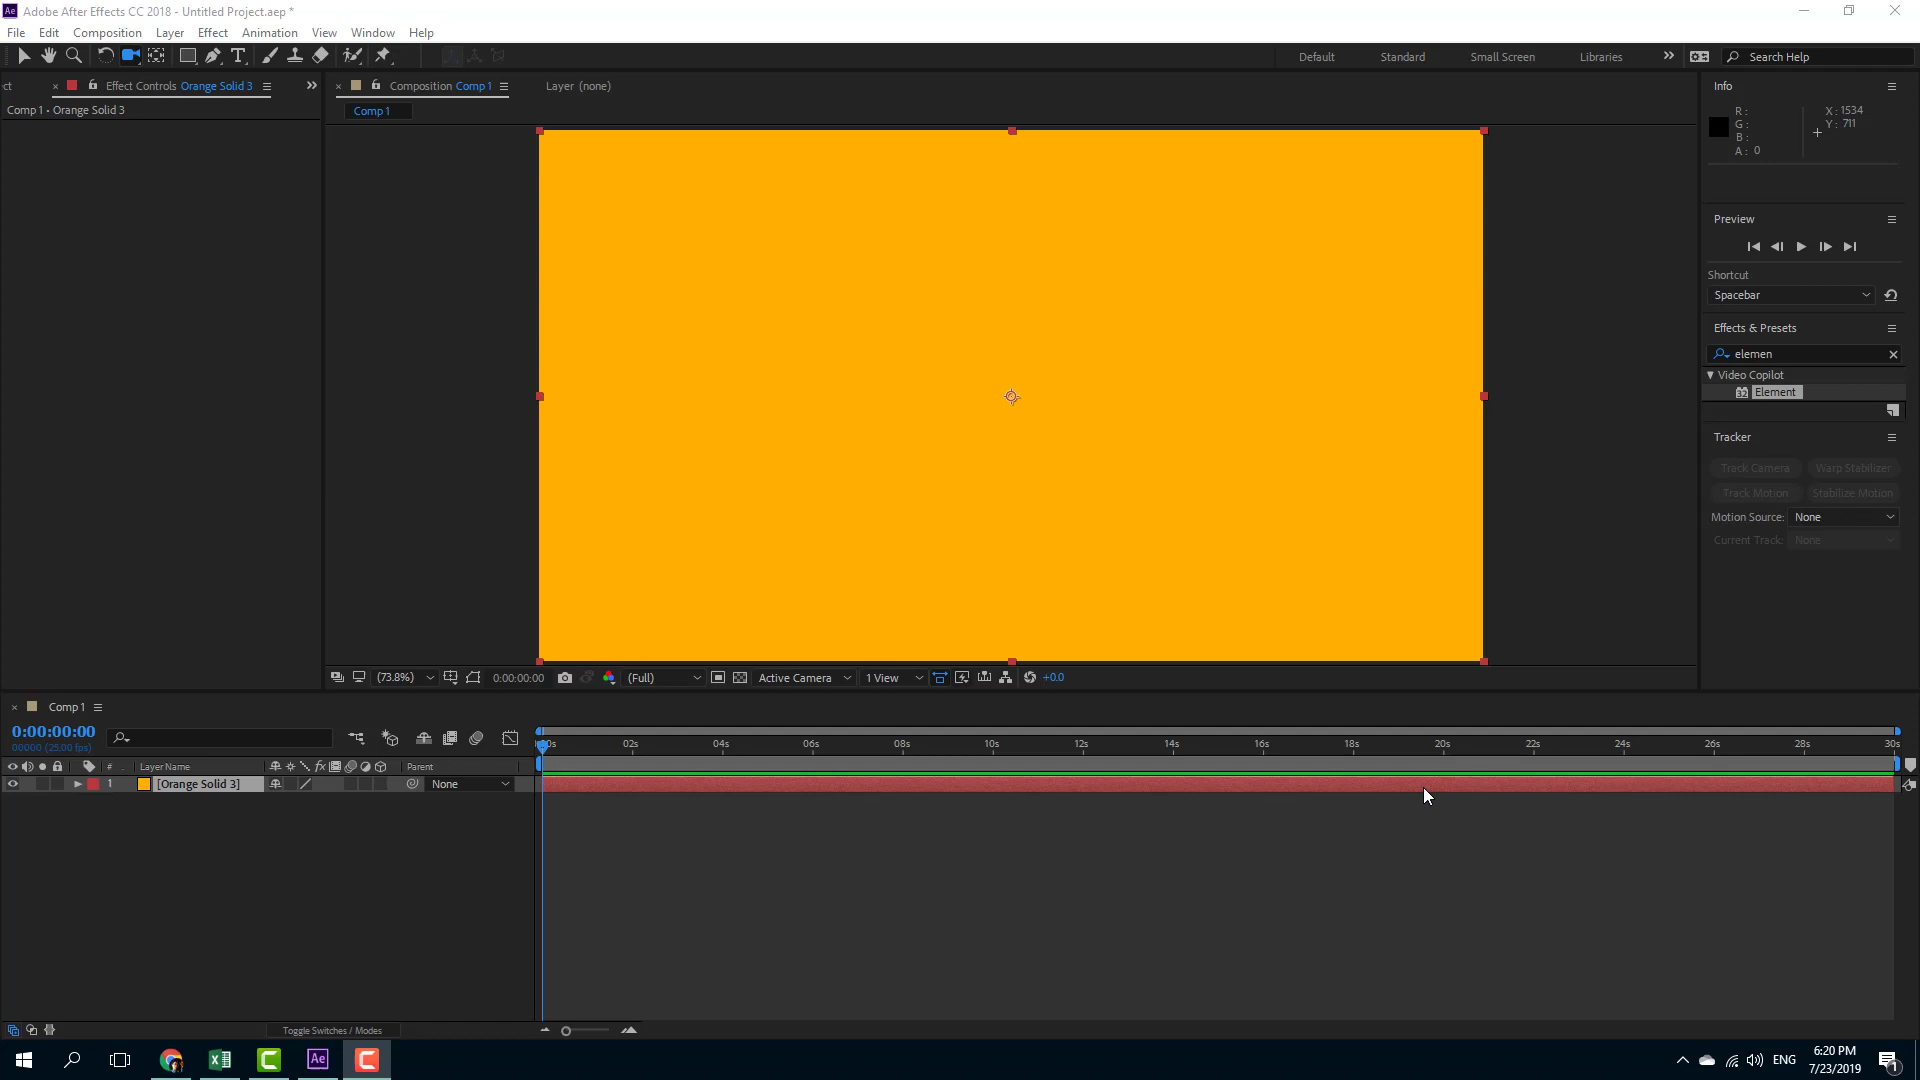 Ae Adobe After Effects CC 2018 - Untitled Project.aep *
File Edit Composition Layer Effect Animation View Window Help
Default Standard Small Screen Libraries Search Help
ct Effect Controls Orange Solid 3
Comp 1 • Orange Solid 3
Composition Comp 1 Layer (none)
Comp 1
Info
R :
G :
B :
A : 0
X : 1534
Y : 711
Preview
Shortcut
Spacebar
Effects & Presets
elemen
Video Copilot
32 Element
Tracker
Track Camera Warp Stabilizer
Track Motion Stabilize Motion
Motion Source: None
Current Track: None
(73.8%) 0:00:00:00 (Full) Active Camera 1 View +0.0
Comp 1
0:00:00:00
00000 (25.00 fps)
02s 04s 06s 08s 10s 12s 14s 16s 18s 20s 22s 24s 26s 28s 30s
# Layer Name fx Parent
1 [Orange Solid 3] None
Toggle Switches / Modes
Ae
ENG
6:20 PM
7/23/2019
1